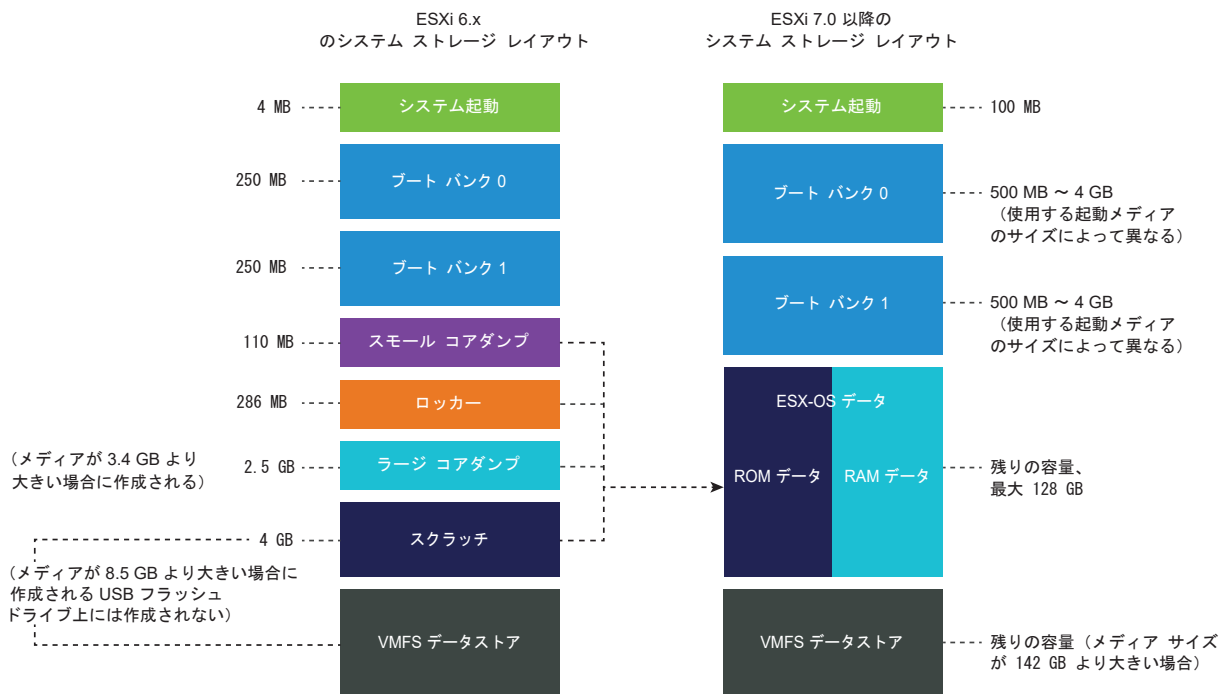 ESXi 6.x
のシステム ストレージ レイアウト
4 MB
システム起動
250 MB
ブート バンク 0
250 MB
ブート バンク 1
110 MB
スモール コアダンプ
286 MB
ロッカー
(メディアが 3.4 GB より
大きい場合に作成される)
2.5 GB
ラージ コアダンプ
4 GB
スクラッチ
(メディアが 8.5 GB より大きい場合に
作成される USB フラッシュ
ドライブ上には作成されない)
VMFS データストア
ESXi 7.0 以降の
システム ストレージ レイアウト
システム起動
100 MB
ブート バンク 0
500 MB ~ 4 GB
(使用する起動メディア
のサイズによって異なる)
ブート バンク 1
500 MB ~ 4 GB
(使用する起動メディア
のサイズによって異なる)
ESX-OS データ
ROM データ
RAM データ
残りの容量、
最大 128 GB
VMFS データストア
残りの容量(メディア サイズ
が 142 GB より大きい場合)